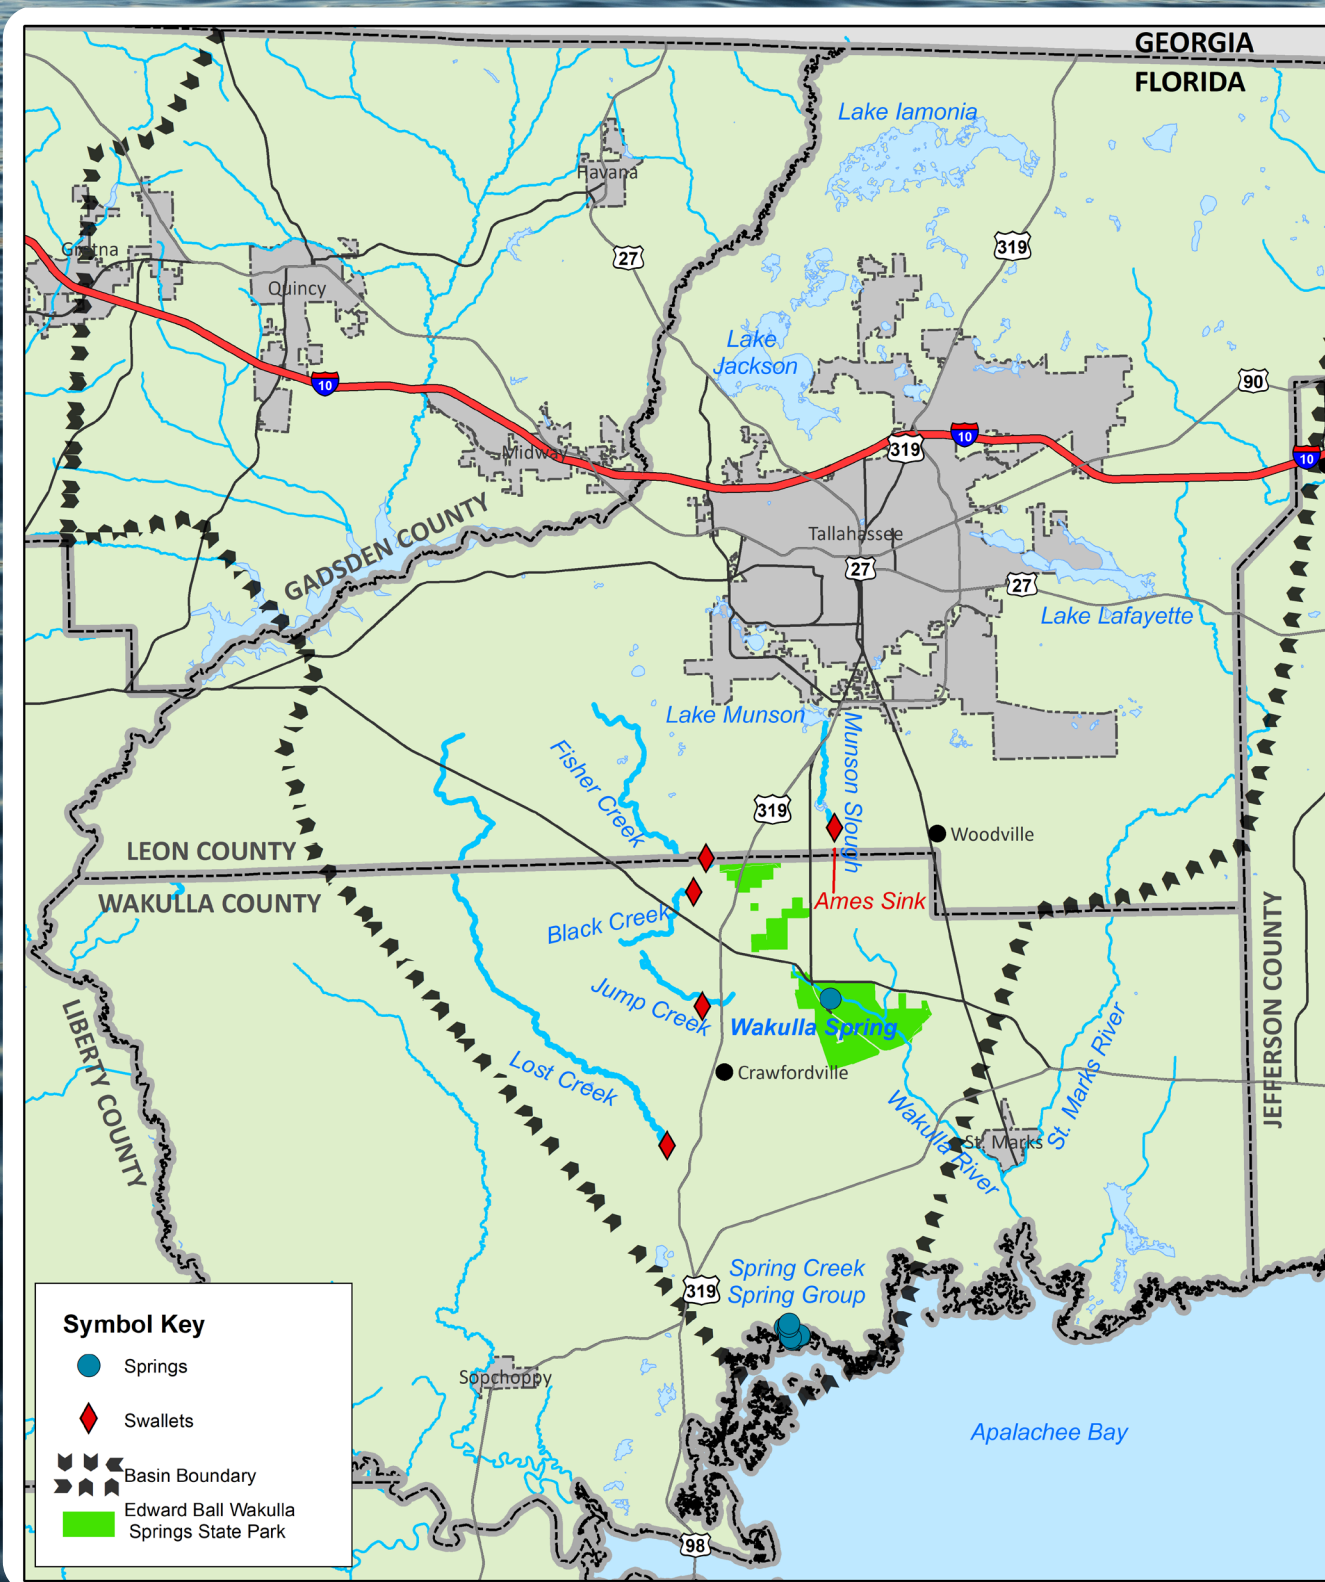 GEORGIA
FLORIDA
Lake Iamonia
Havana
27
319
Gretna
Quincy
Lake
Jackson
10
90
10
319
10
Midway
GADSDEN COUNTY
Tallahassee
27
27
Lake Lafayette
Lake Munson
Munson Slough
Fisher Creek
319
Woodville
LEON COUNTY
WAKULLA COUNTY
Ames Sink
Black Creek
Jump Creek
Wakulla Spring
LIBERTY COUNTY
JEFFERSON COUNTY
Lost Creek
Crawfordville
St. Marks River
Wakulla River
St. Marks
Spring Creek
Spring Group
319
Sopchoppy
Apalachee Bay
98
Symbol Key
Springs
Swallets
Basin Boundary
Edward Ball Wakulla
Springs State Park